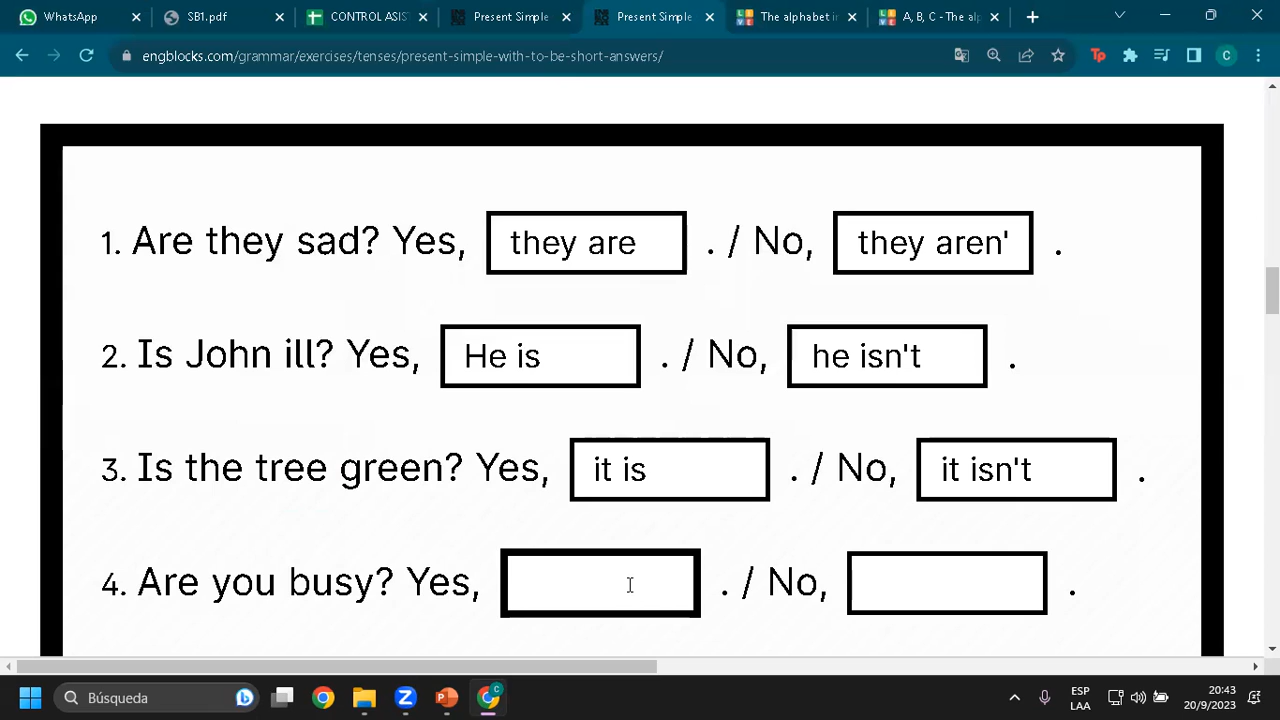 WhatsApp
SB1.pdf
CONTROL ASIST
Present Simple
Present Simple
The alphabet in
A, B, C - The alp
engblocks.com/grammar/exercises/tenses/present-simple-with-to-be-short-answers/
Tp
C
1. Are they sad? Yes, they are . / No, they aren' .
2. Is John ill? Yes, He is . / No, he isn't .
3. Is the tree green? Yes, it is . / No, it isn't .
4. Are you busy? Yes, . / No, .
Búsqueda
ESP
LAA
20:43
20/9/2023